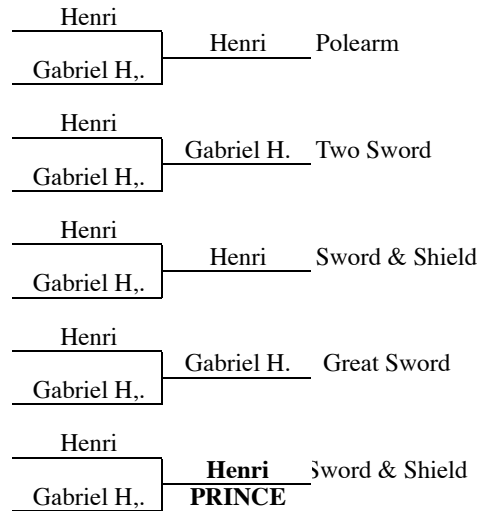 Henri
Henri Polearm
Gabriel H,.
Henri
Gabriel H. Two Sword
Gabriel H,.
Henri
Henri Sword & Shield
Gabriel H,.
Henri
Gabriel H. Great Sword
Gabriel H,.
Henri
Henri Sword & Shield
Gabriel H,. PRINCE